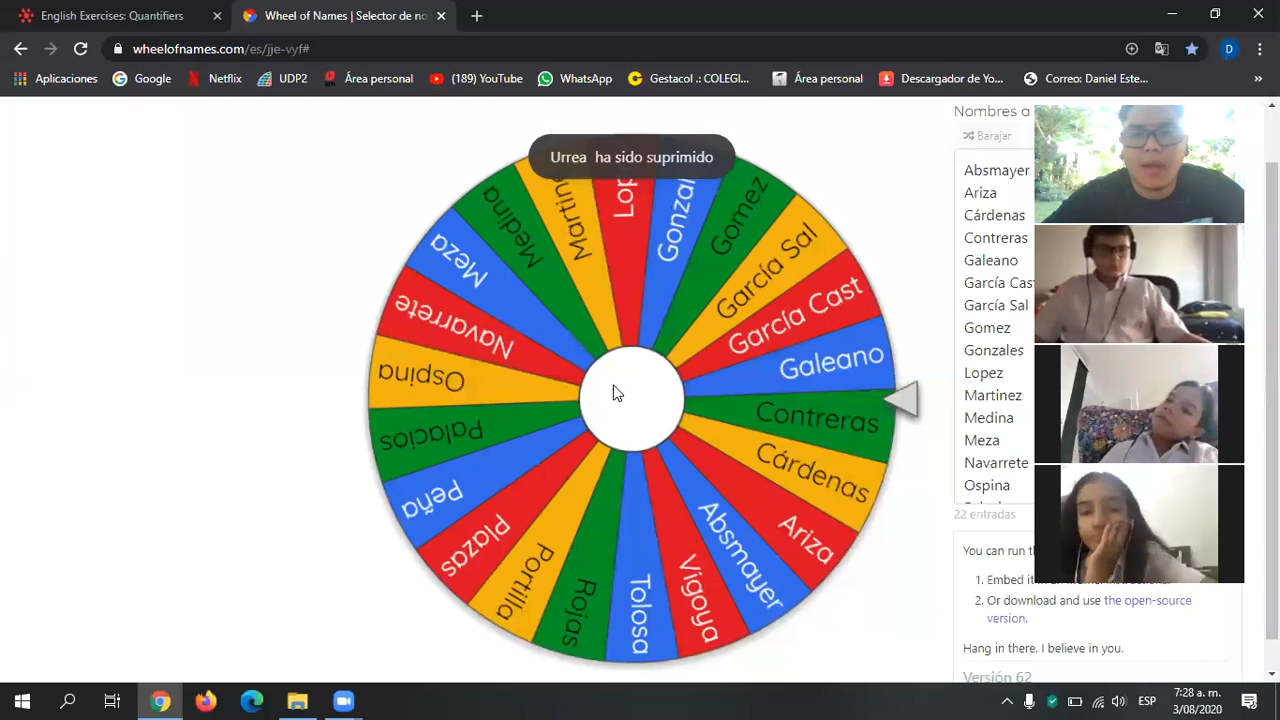 English Exercises: Quantifiers
Wheel of Names | Selector de no
wheelofnames.com/es/jje-vyf#
D
Aplicaciones
Google
Netflix
UDP2
Área personal
(189) YouTube
WhatsApp
Gestacol .: COLEGI...
Área personal
Descargador de Yo...
Correo: Daniel Este...
»
Urrea ha sido suprimido
Gomez
García Sal
García Cast
Galeano
Contreras
Cárdenas
Ariza
Absmayer
Vigoya
Tolosa
Rojas
Portilla
Plazas
Peña
Palacios
Ospina
Navarrete
Meza
Medina
Martine
Lop
Gonzal
Nombres a
Barajar
Absmayer
Ariza
Cárdenas
Contreras
Galeano
García Cas
García Sal
Gomez
Gonzales
Lopez
Martinez
Medina
Meza
Navarrete
Ospina
22 entradas
You can run th
1. Embed it
2. Or download and use the open-source
version.
Hang in there. I believe in you.
Versión 62
ESP
7:28 a. m.
3/08/2020